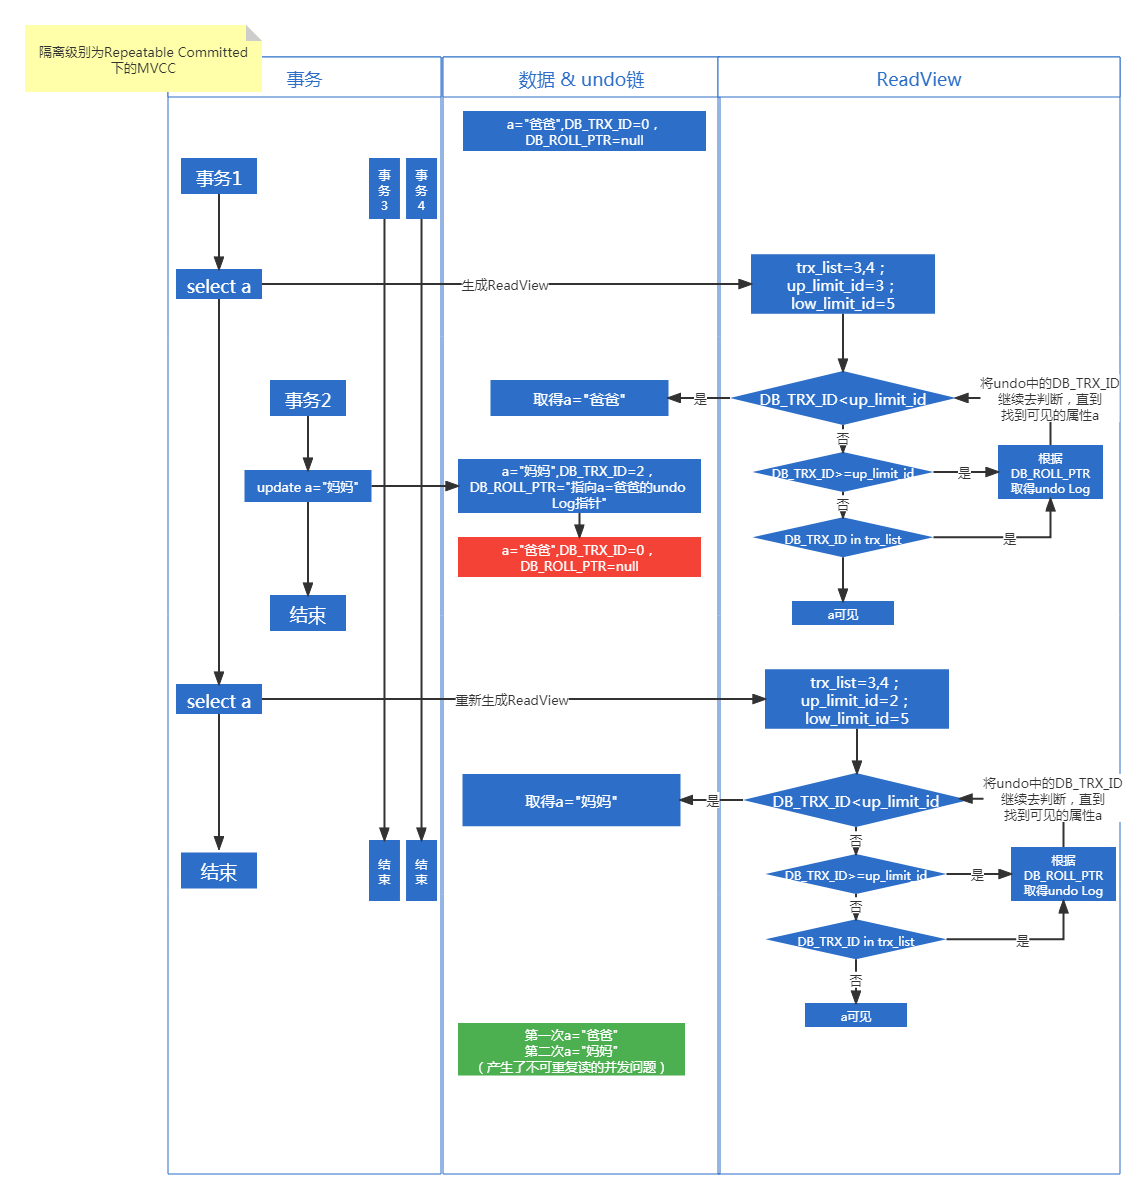 隔离级别为Repeatable Committed
下的MVCC
事务
数据 & undo链
ReadView
a="爸爸",DB_TRX_ID=0，
DB_ROLL_PTR=null
事务1
事
务
3
事
务
4
select a
生成ReadView
trx_list=3,4；
up_limit_id=3；
low_limit_id=5
事务2
取得a="爸爸"
是
DB_TRX_ID<up_limit_id
将undo中的DB_TRX_ID
继续去判断，直到
找到可见的属性a
否
update a="妈妈"
a="妈妈",DB_TRX_ID=2，
DB_ROLL_PTR="指向a=爸爸的undo
Log指针"
DB_TRX_ID>=up_limit_id
是
根据
DB_ROLL_PTR
取得undo Log
否
a="爸爸",DB_TRX_ID=0，
DB_ROLL_PTR=null
DB_TRX_ID in trx_list
是
结束
a可见
select a
重新生成ReadView
trx_list=3,4；
up_limit_id=2；
low_limit_id=5
取得a="妈妈"
是
DB_TRX_ID<up_limit_id
将undo中的DB_TRX_ID
继续去判断，直到
找到可见的属性a
否
结束
结
束
结
束
DB_TRX_ID>=up_limit_id
是
根据
DB_ROLL_PTR
取得undo Log
否
DB_TRX_ID in trx_list
是
否
a可见
第一次a="爸爸"
第二次a="妈妈"
（产生了不可重复读的并发问题）